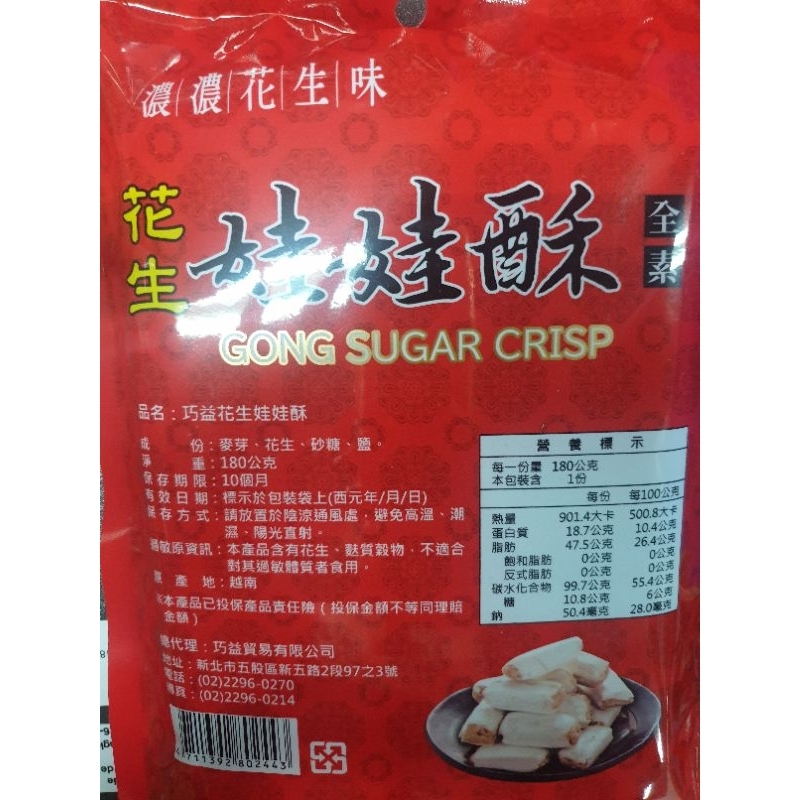 濃濃花生味
花生娃娃酥
全素
GONG SUGAR CRISP
品名：巧益花生娃娃酥
成份：麥芽、花生、砂糖、鹽。
淨重：180公克
保存期限：10個月
有效日期：標示於包裝袋上(西元年/月/日)
保存方式：請放置於陰涼通風處，避免高溫、潮
濕、陽光直射。
過敏原資訊：本產品含有花生、麩質穀物，不適合
對其過敏體質者食用。
原產地：越南
※本產品已投保產品責任險（投保金額不等同理賠
金額）
總代理：巧益貿易有限公司
地址：新北市五股區新五路2段97之3號
電話：(02)2296-0270
傳真：(02)2296-0214
4711392802443
營養標示
每一份量 180公克
本包裝含 1份
每份 每100公克
熱量 901.4大卡 500.8大卡
蛋白質 18.7公克 10.4公克
脂肪 47.5公克 26.4公克
飽和脂肪 0公克 0公克
反式脂肪 0公克 0公克
碳水化合物 99.7公克 55.4公克
糖 10.8公克 6公克
鈉 50.4毫克 28.0毫克